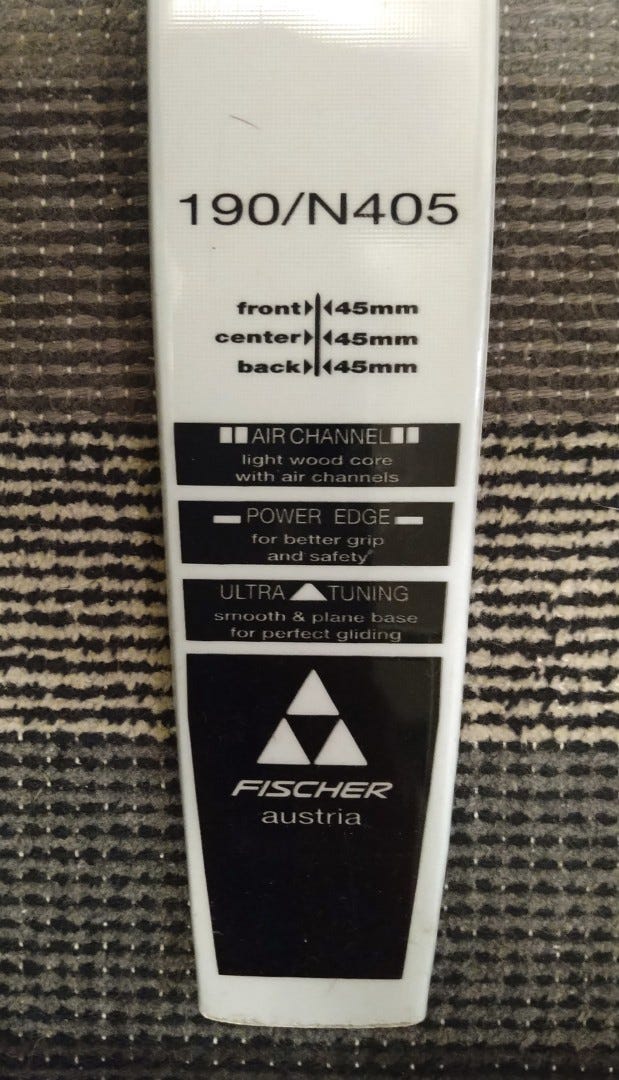 190/N405
front 45mm
center 45mm
back 45mm
AIR CHANNEL
light wood core
with air channels
POWER EDGE
for better grip
and safety
ULTRA TUNING
smooth & plane base
for perfect gliding
FISCHER
austria